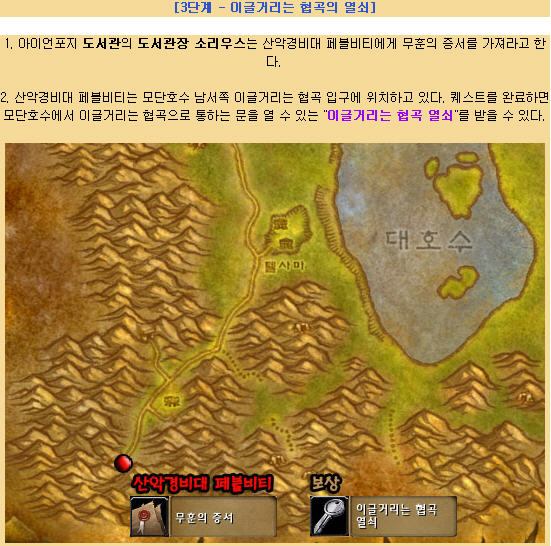 [3단계 - 이글거리는 협곡의 열쇠]
1. 아이언포지 도서관의 도서관장 소리우스는 산악경비대 페블비티에게 무훈의 증서를 가져라고 한
다.
2. 산악경비대 페블비티는 모단호수 남서쪽 이글거리는 협곡 입구에 위치하고 있다. 퀘스트를 완료하면
모단호수에서 이글거리는 협곡으로 통하는 문을 열 수 있는 "이글거리는 협곡 열쇠"를 받을 수 있다.
대호수
텔사마
산악경비대 페블비티
보상
무훈의 증서
이글거리는 협곡
열쇠